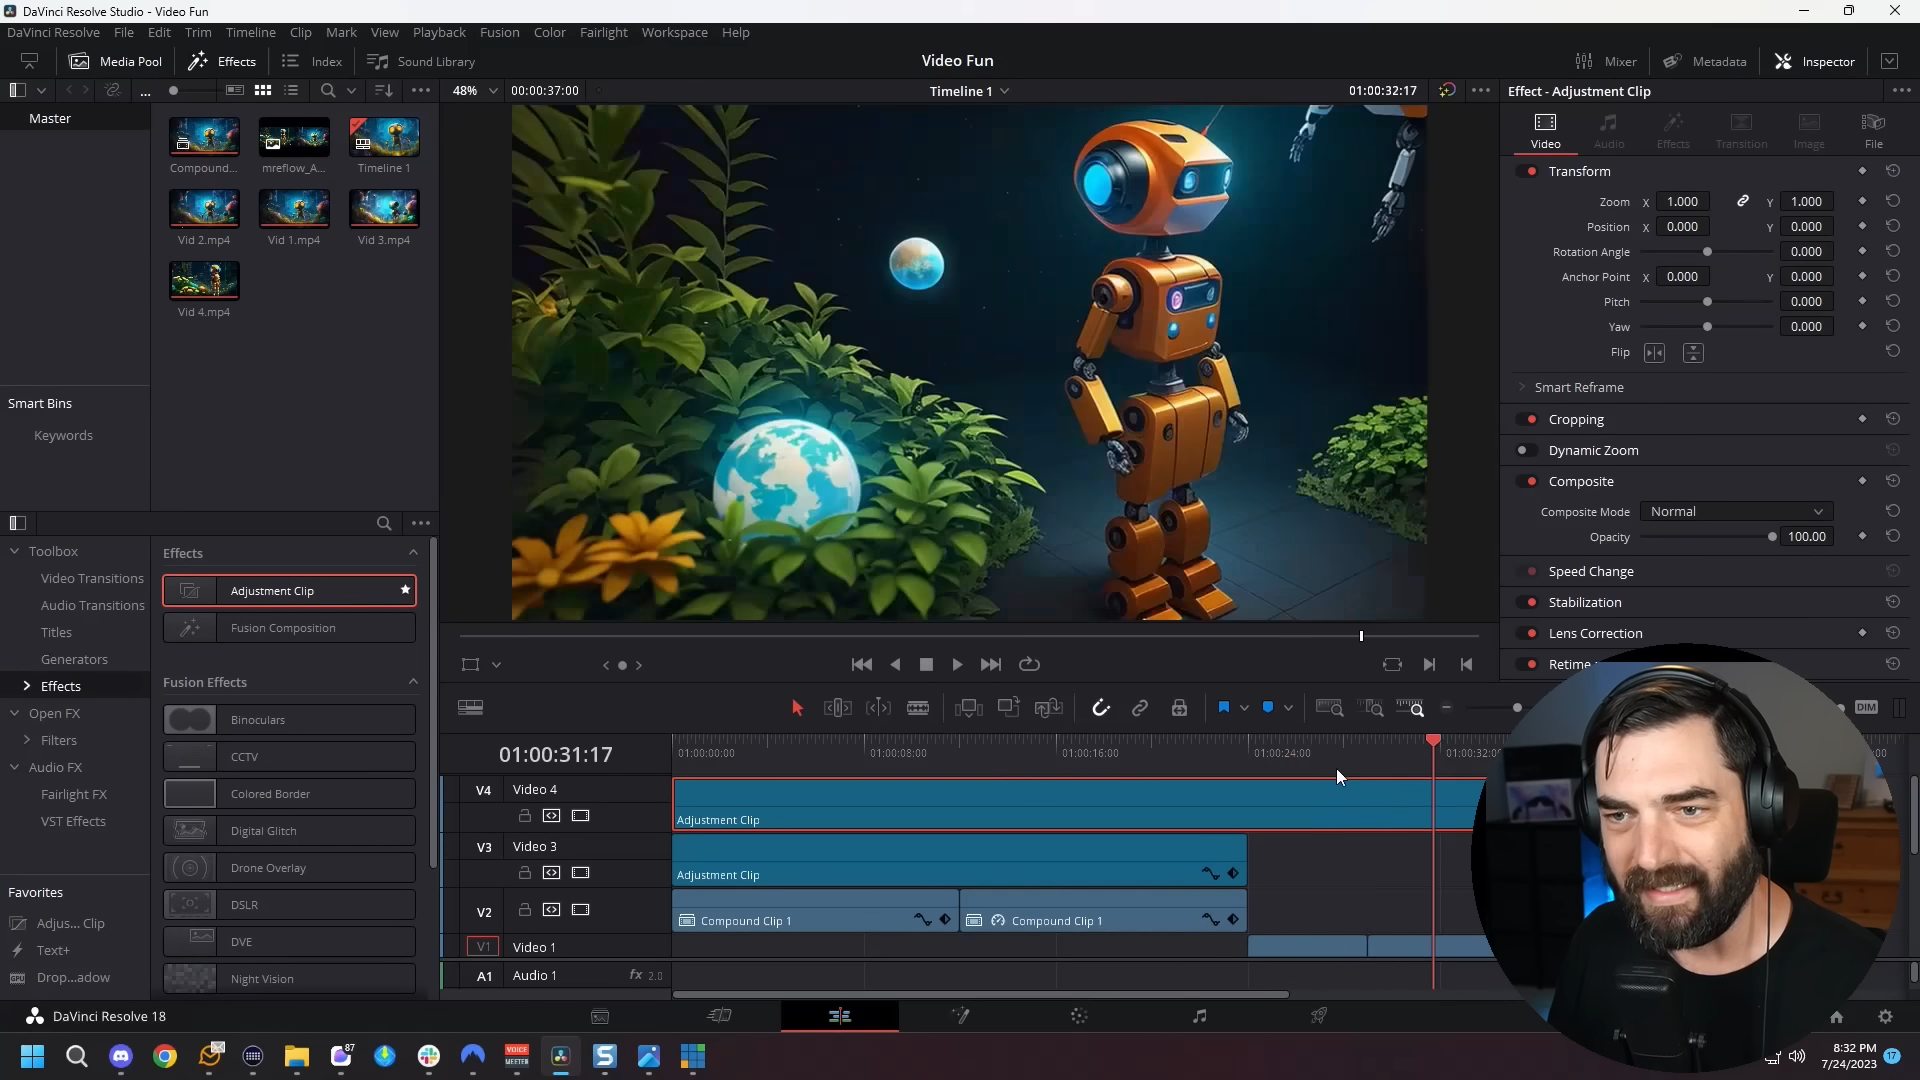 DaVinci Resolve Studio - Video Fun
DaVinci Resolve File Edit Trim Timeline Clip Mark View Playback Fusion Color Fairlight Workspace Help
Media Pool Effects Index Sound Library Video Fun Mixer Metadata Inspector
... 48% 00:00:37:00 Timeline 1 01:00:32:17 Effect - Adjustment Clip
Master
Compound... mreflow_A... Timeline 1
Vid 2.mp4 Vid 1.mp4 Vid 3.mp4
Vid 4.mp4
Smart Bins
Keywords
Video Audio Effects Transition Image File
Transform
Zoom X 1.000 Y 1.000
Position X 0.000 Y 0.000
Rotation Angle 0.000
Anchor Point X 0.000 Y 0.000
Pitch 0.000
Yaw 0.000
Flip
Smart Reframe
Cropping
Dynamic Zoom
Composite
Composite Mode Normal
Opacity 100.00
Speed Change
Stabilization
Lens Correction
Retime
Toolbox
Video Transitions
Audio Transitions
Titles
Generators
Effects
Open FX
Filters
Audio FX
Fairlight FX
VST Effects
Favorites
Adjus... Clip
Text+
Drop...adow
Effects
Adjustment Clip
Fusion Composition
Fusion Effects
Binoculars
CCTV
Colored Border
Digital Glitch
Drone Overlay
DSLR
DVE
Night Vision
DIM
01:00:31:17 01:00:00:00 01:00:08:00 01:00:16:00 01:00:24:00 01:00:32:00
V4 Video 4
Adjustment Clip
V3 Video 3
Adjustment Clip
V2 Compound Clip 1 Compound Clip 1
V1 Video 1
A1 Audio 1 fx 2.0
DaVinci Resolve 18
87
VOICE
MEETER
8:32 PM
7/24/2023
17